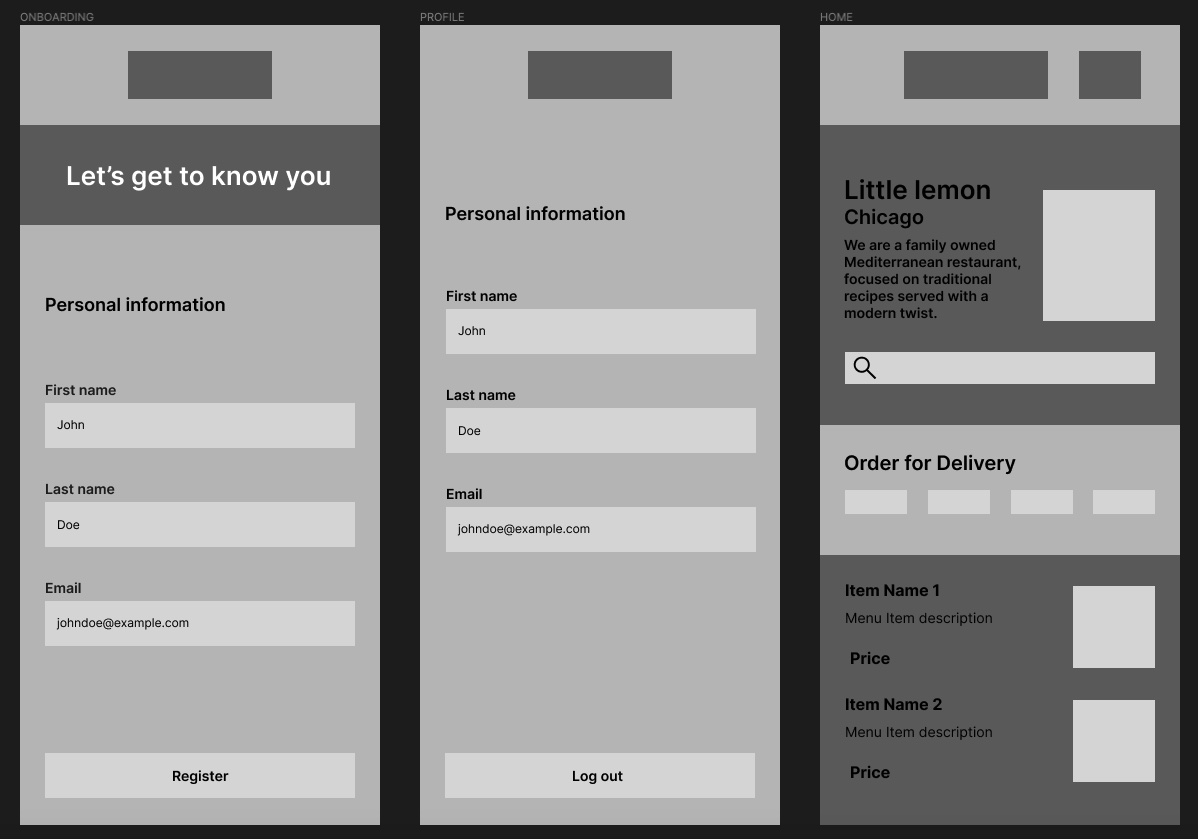 ONBOARDING
Let's get to know you
Personal information
First name
John
Last name
Doe
Email
johndoe@example.com
Register
PROFILE
Personal information
First name
John
Last name
Doe
Email
johndoe@example.com
Log out
HOME
Little lemon
Chicago
We are a family owned
Mediterranean restaurant,
focused on traditional
recipes served with a
modern twist.
Order for Delivery
Item Name 1
Menu Item description
Price
Item Name 2
Menu Item description
Price